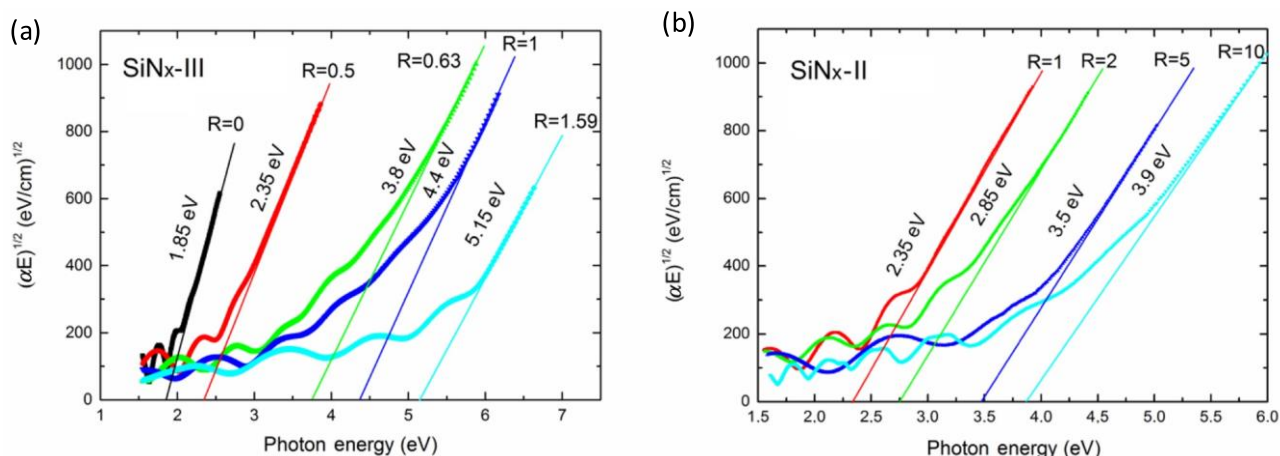 (a)
SiNx-III
R=0
R=0.5
R=0.63
R=1
R=1.59
1.85 eV
2.35 eV
3.8 eV
4.4 eV
5.15 eV
(αE)1/2 (eV/cm)1/2
1000
800
600
400
200
0
1 2 3 4 5 6 7
Photon energy (eV)
(b)
SiNx-II
R=1
R=2
R=5
R=10
2.35 eV
2.85 eV
3.5 eV
3.9 eV
(αE)1/2 (eV/cm)1/2
1000
800
600
400
200
0
1.5 2.0 2.5 3.0 3.5 4.0 4.5 5.0 5.5 6.0
Photon energy (eV)